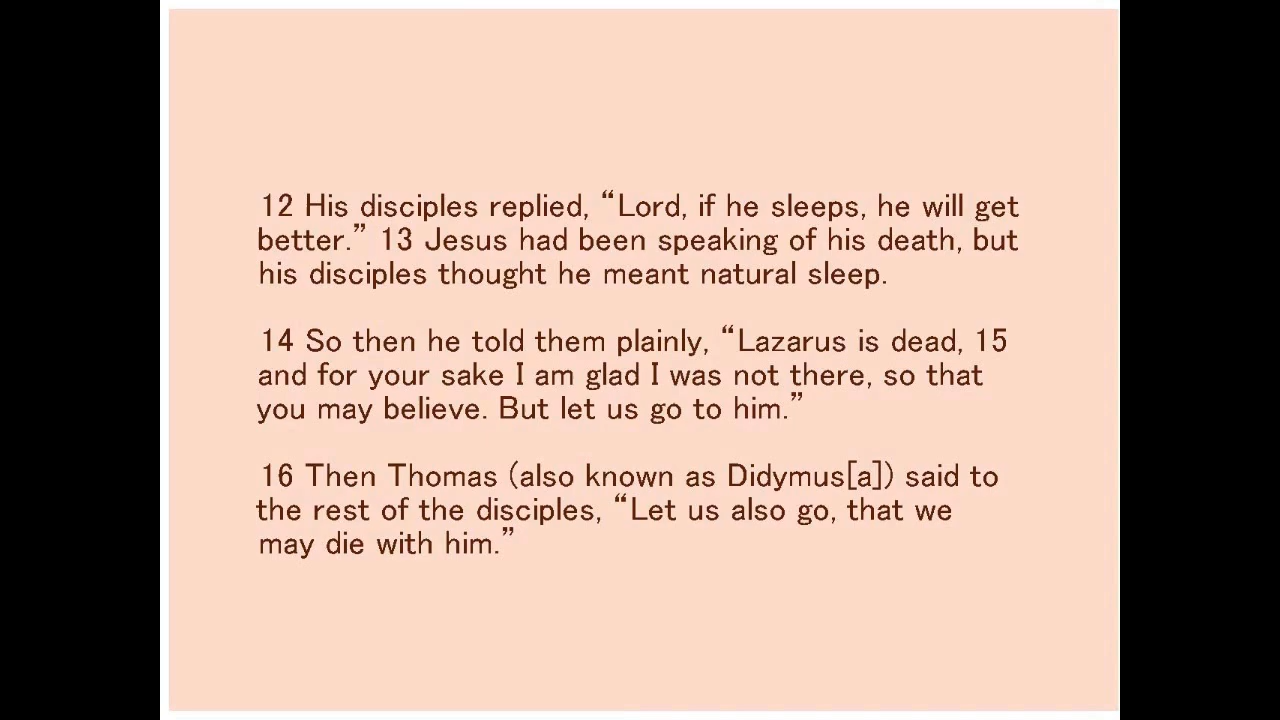 12 His disciples replied, “Lord, if he sleeps, he will get
better.” 13 Jesus had been speaking of his death, but
his disciples thought he meant natural sleep.
14 So then he told them plainly, “Lazarus is dead, 15
and for your sake I am glad I was not there, so that
you may believe. But let us go to him.”
16 Then Thomas (also known as Didymus[a]) said to
the rest of the disciples, “Let us also go, that we
may die with him.”